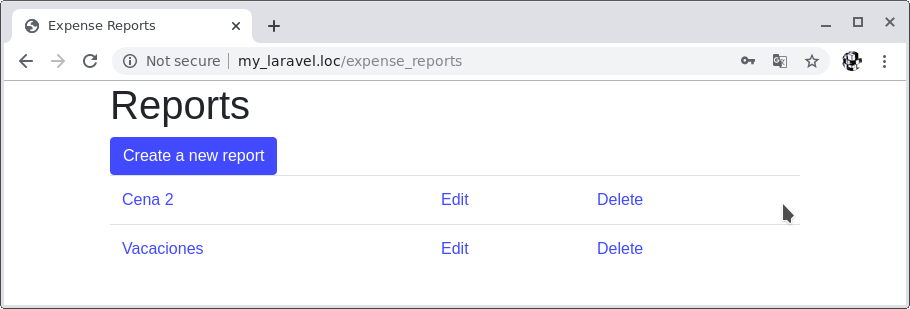 Expense Reports
Not secure my_laravel.loc/expense_reports
Reports
Create a new report
Cena 2 Edit Delete
Vacaciones Edit Delete